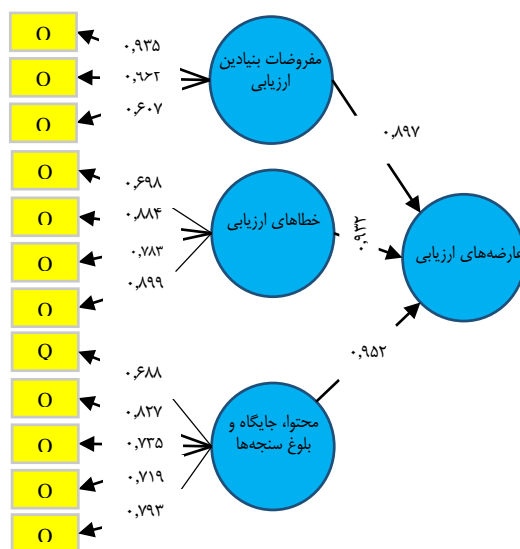 Q
Q
Q
Q
Q
Q
Q
Q
Q
Q
Q
Q
۰,۹۳۵
۰,۹۶۲
۰,۶۰۷
۰,۶۹۸
۰,۸۸۴
۰,۷۸۳
۰,۸۹۹
۰,۶۸۸
۰,۸۲۷
۰,۷۳۵
۰,۷۱۹
۰,۷۹۳
مفروضات بنیادین
ارزیابی
خطاهای ارزیابی
محتوا، جایگاه و
بلوغ سنجه‌ها
۰,۸۹۷
۰,۹۳۲
۰,۹۵۲
عارضه‌های ارزیابی